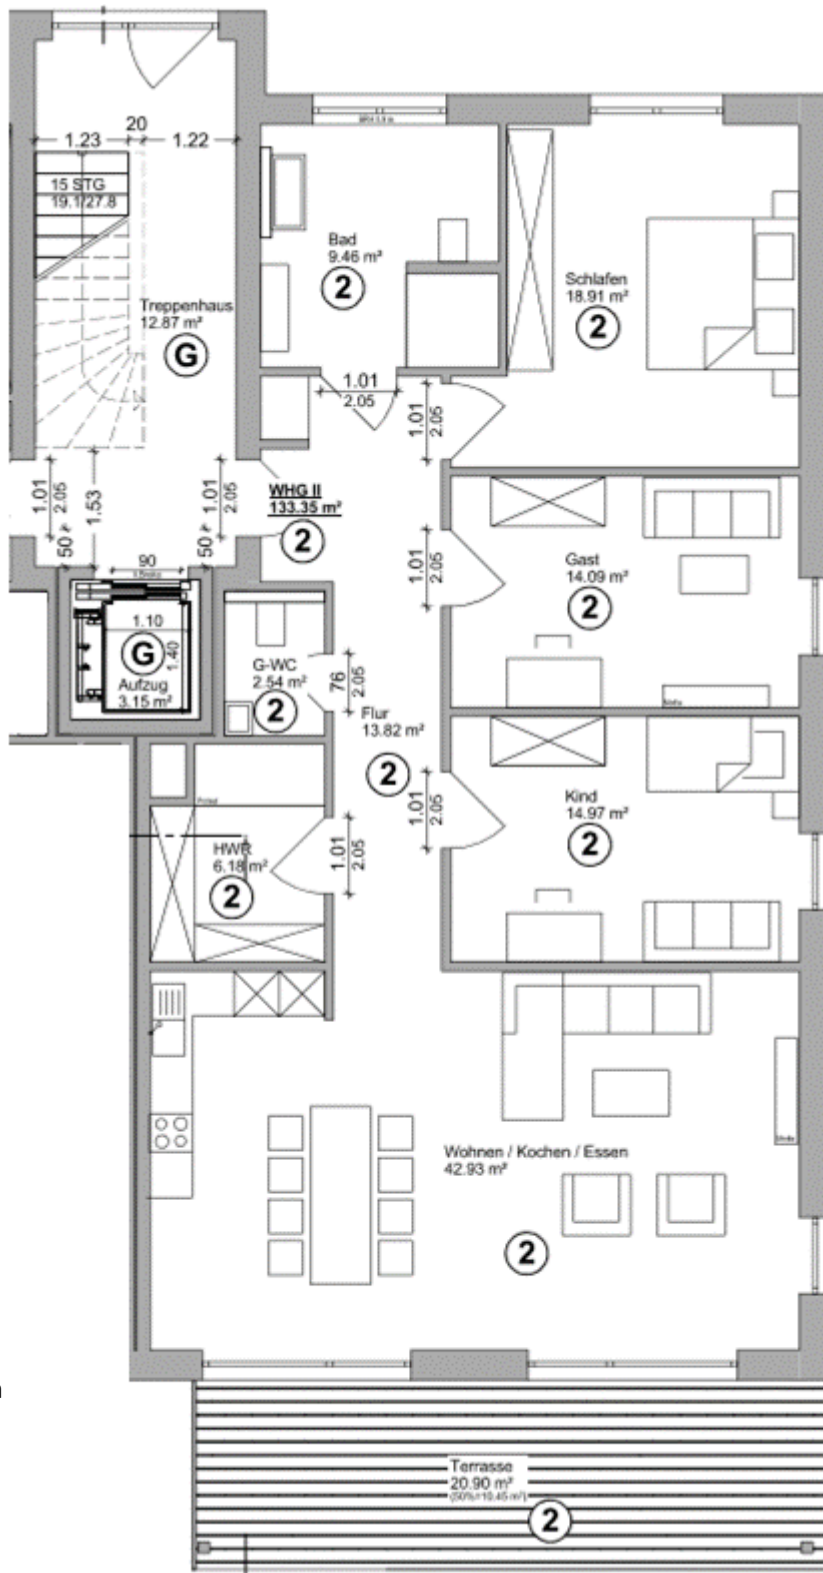 20
1.23
1.22
15 STG
19.1/27.8
Bad
9.46 m²
2
Schlafen
18.91 m²
2
Treppenhaus
12.87 m²
G
1.01
2.05
1.01
2.05
WHG II
133.35 m²
2
1.01
2.05
1.53
1.01
2.05
50
50
90
1.01
2.05
Gast
14.09 m²
2
1.10
1.40
G
Aufzug
3.15 m²
G-WC
2.54 m²
2
76
2.05
Flur
13.82 m²
2
1.01
2.05
Kind
14.97 m²
2
HWR
6.18 m²
2
1.01
2.05
Wohnen / Kochen / Essen
42.93 m²
2
Terrasse
20.90 m²
(50%=10.45 m²)
2